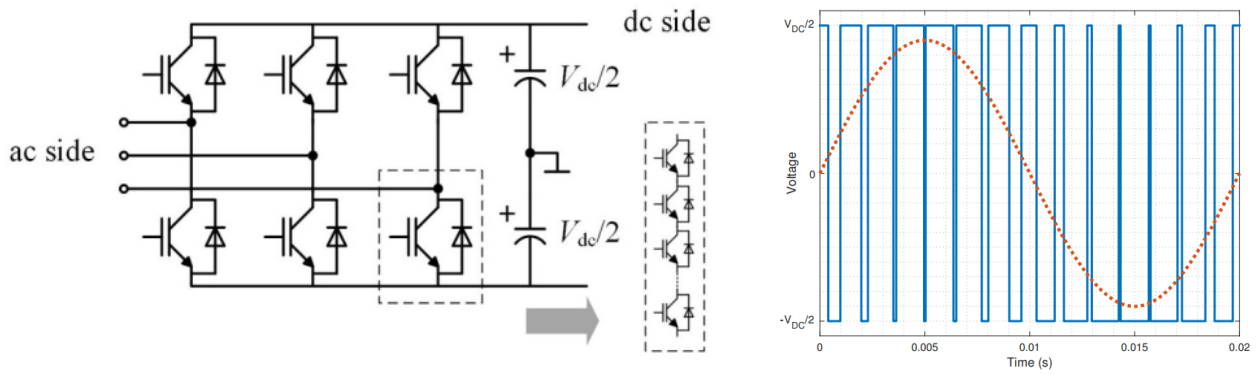 dc side
+
V_dc/2
ac side
+
V_dc/2
V_DC/2
0
-V_DC/2
Voltage
0
0.005
0.01
0.015
0.02
Time (s)